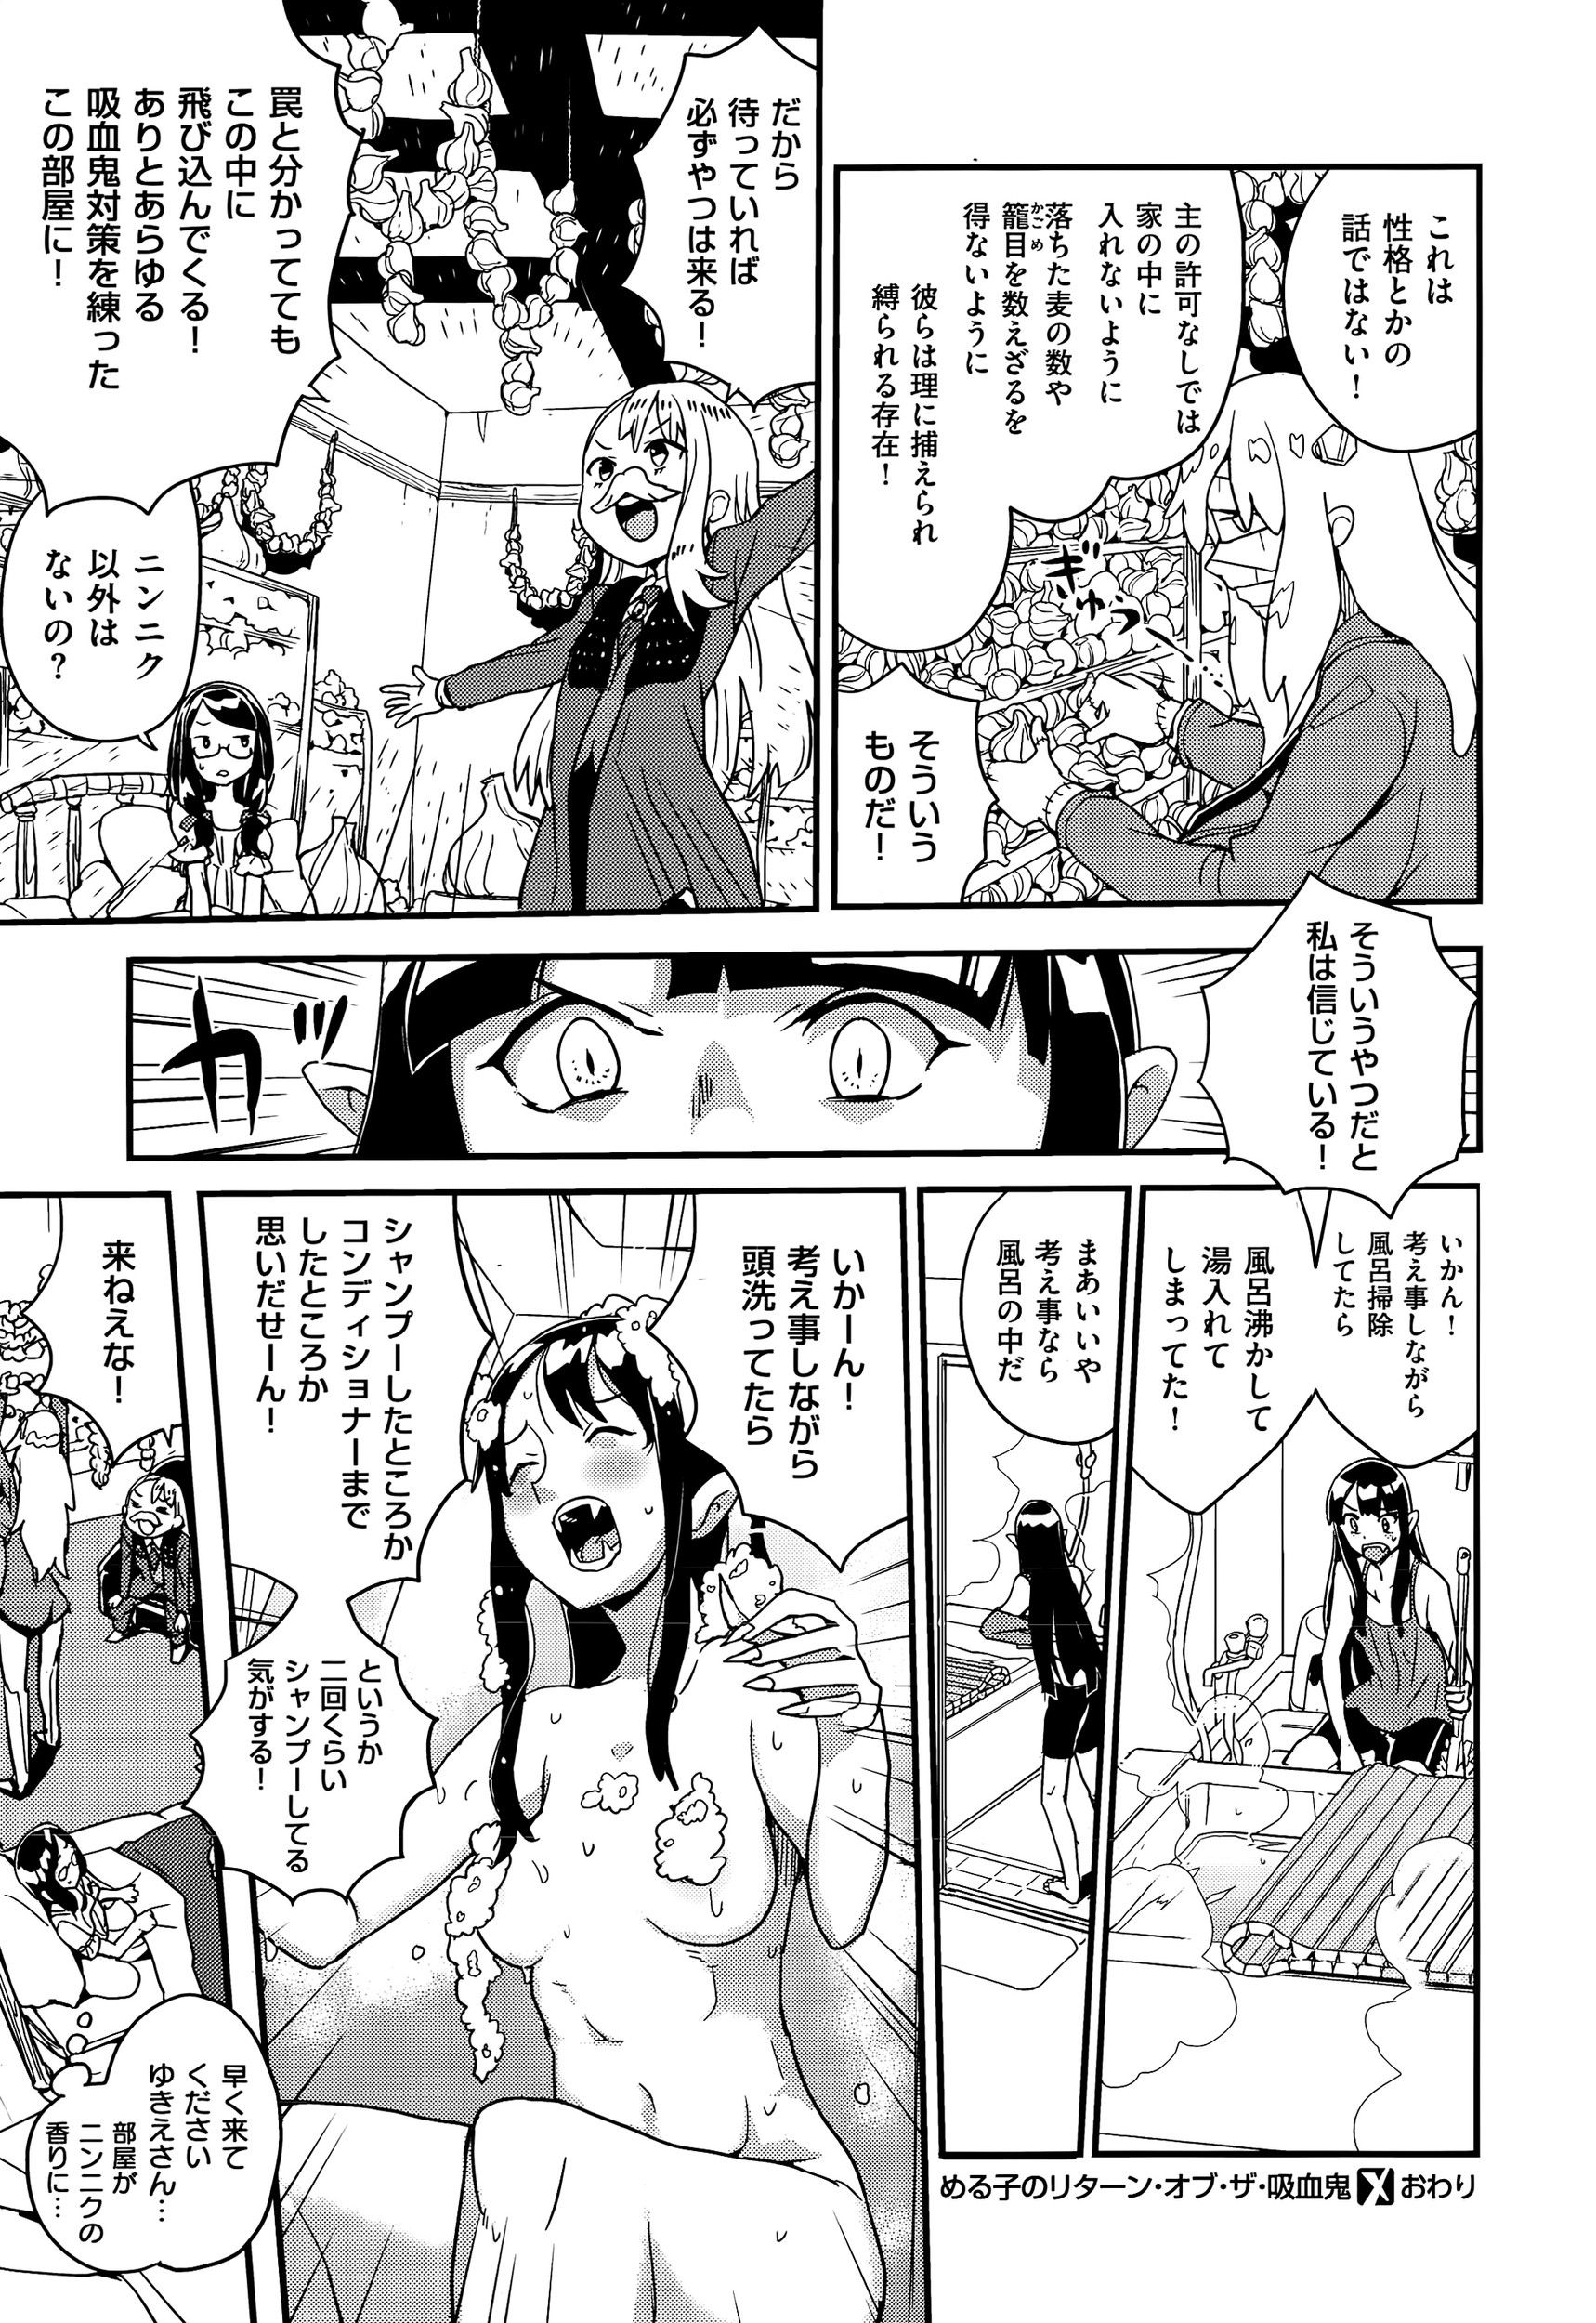 これは
性格とかの
話ではない！
主の許可なしでは
家の中に
入れないように
落ちた麦の数や
籠目を数えざるを
かごめ
得ないように
彼らは理に捕えられ
縛られる存在！
ぎゅうー
そういう
ものだ！
だから
待っていれば
必ずやつは来る！
罠と分かってても
この中に
飛び込んでくる！
ありとあらゆる
吸血鬼対策を練った
この部屋に！
ニンニク
以外は
ないの？
そういうやつだと
私は信じている！
カッ
いかん！
考え事しながら
風呂掃除
してたら
風呂沸かして
湯入れて
しまってた！
まあいいや
考え事なら
風呂の中だ
いかーん！
考え事しながら
頭洗ってたら
シャンプーしたところか
コンディショナーまで
したところか
思いだせーん！
というか
二回くらい
シャンプーしてる
気がする！
来ねえな！
早く来て
ください
ゆきえさん…
部屋が
ニンニクの
香りに…
める子のリターン・オブ・ザ・吸血鬼 X おわり